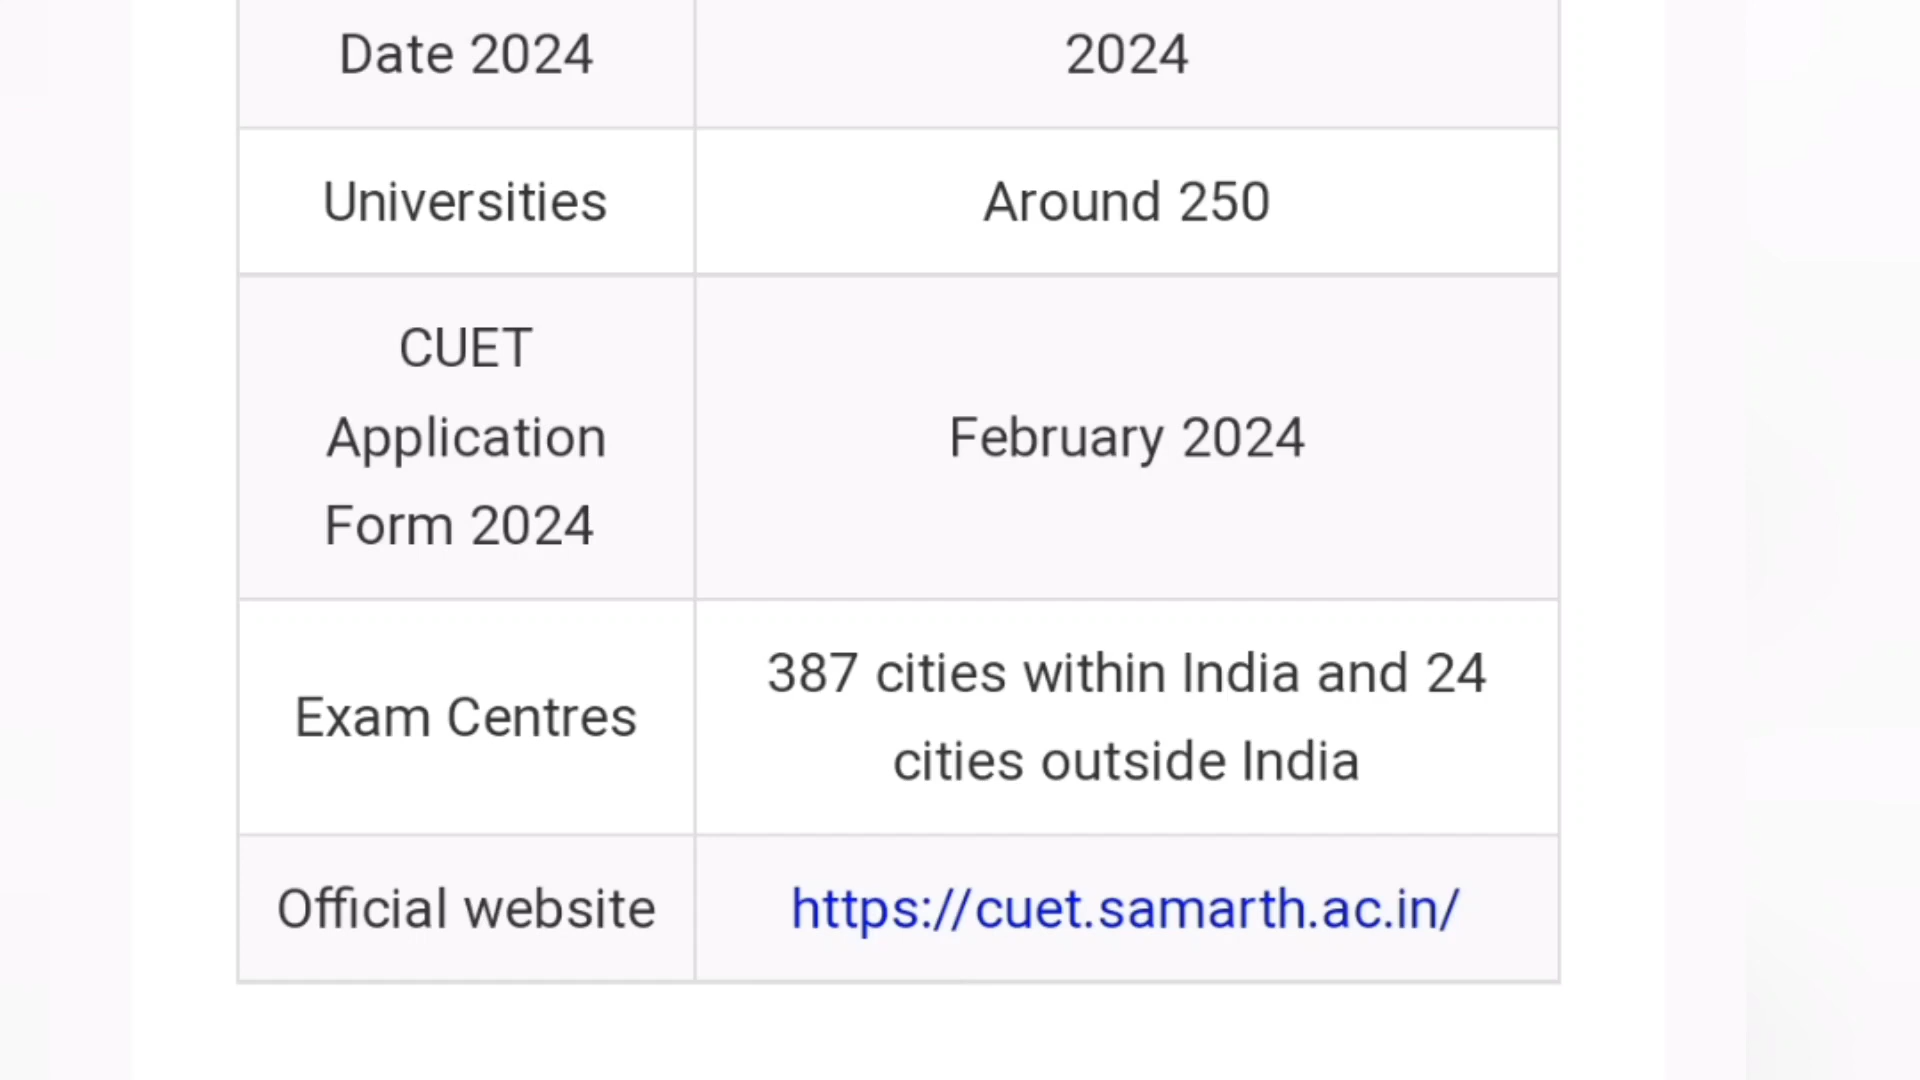 Date 2024
2024
Universities
Around 250
CUET
Application
Form 2024
February 2024
Exam Centres
387 cities within India and 24
cities outside India
Official website
https://cuet.samarth.ac.in/